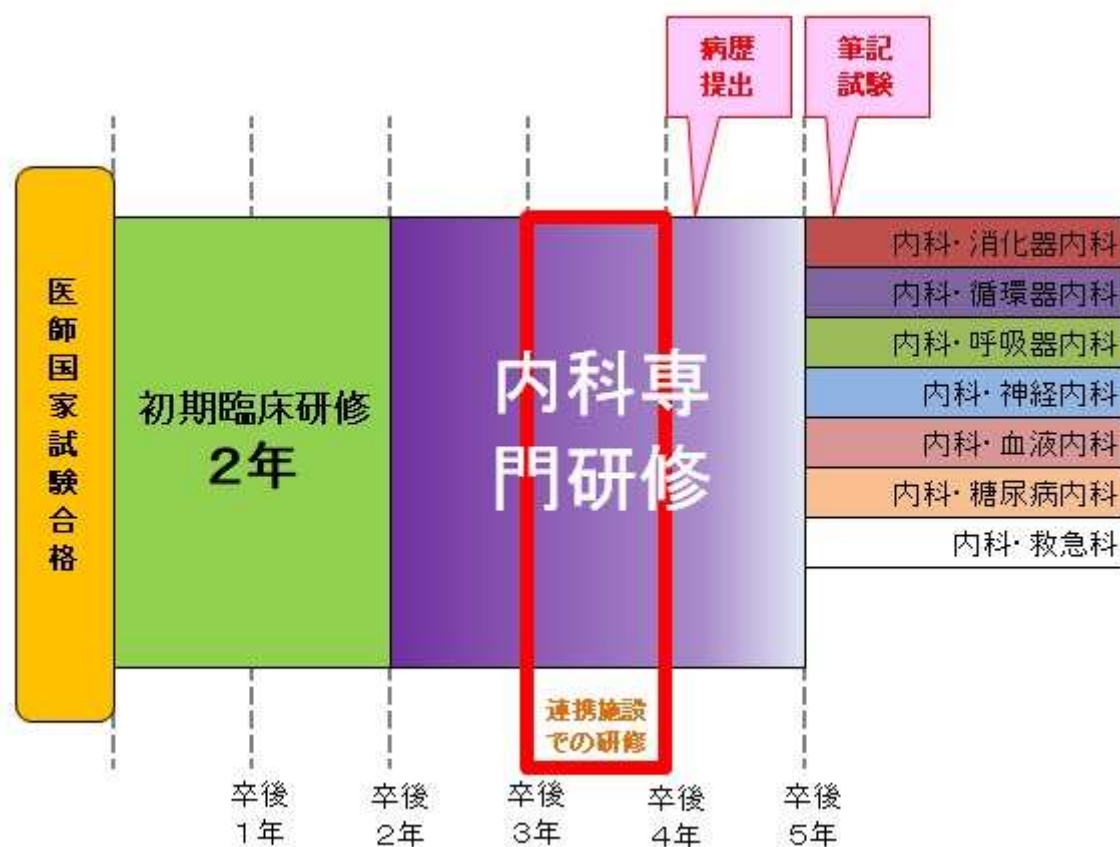 病歴
提出
筆記
試験
医師国家試験合格
初期臨床研修
2年
内科専
門研修
内科・消化器内科
内科・循環器内科
内科・呼吸器内科
内科・神経内科
内科・血液内科
内科・糖尿病内科
内科・救急科
連携施設
での研修
卒後
1年
卒後
2年
卒後
3年
卒後
4年
卒後
5年